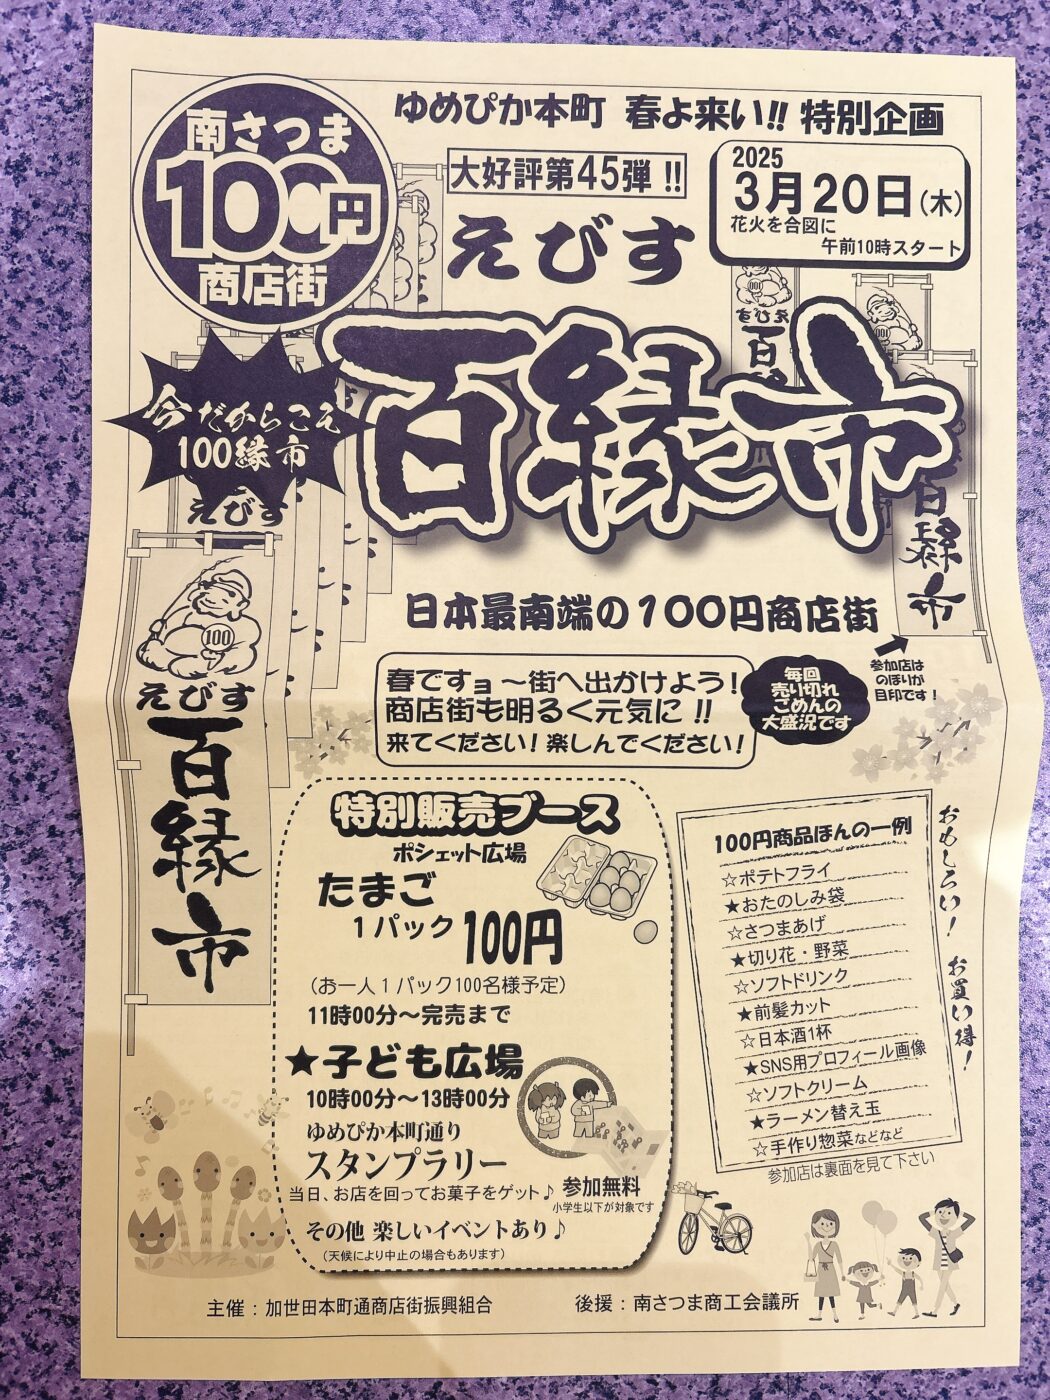 南さつま
100円
商店街
ゆめぴか本町 春よ来い!! 特別企画
大好評第45弾 !!
2025
3月20日(木)
花火を合図に
午前10時スタート
えびす
百縁市
今だからこそ
100縁市
えびす
えびす
百
百
縁
市
100
えびす
百
縁
市
日本最南端の100円商店街
参加店は
のぼりが
目印です!
春ですョ~街へ出かけよう!
商店街も明るく元気に !!
来てください!楽しんでください!
毎回
売り切れ
ごめんの
大盛況です
特別販売ブース
ポシェット広場
たまご
1パック 100円
(お一人1パック100名様予定)
11時00分~完売まで
★子ども広場
10時00分~13時00分
ゆめぴか本町通り
スタンプラリー
当日、お店を回ってお菓子をゲット♪ 参加無料
小学生以下が対象です
その他 楽しいイベントあり♪
(天候により中止の場合もあります)
100円商品ほんの一例
☆ポテトフライ
★おたのしみ袋
☆さつまあげ
★切り花・野菜
☆ソフトドリンク
★前髪カット
☆日本酒1杯
★SNS用プロフィール画像
☆ソフトクリーム
★ラーメン替え玉
☆手作り惣菜などなど
参加店は裏面を見て下さい
おもしろい!
お買い得!
主催:加世田本町通商店街振興組合
後援:南さつま商工会議所